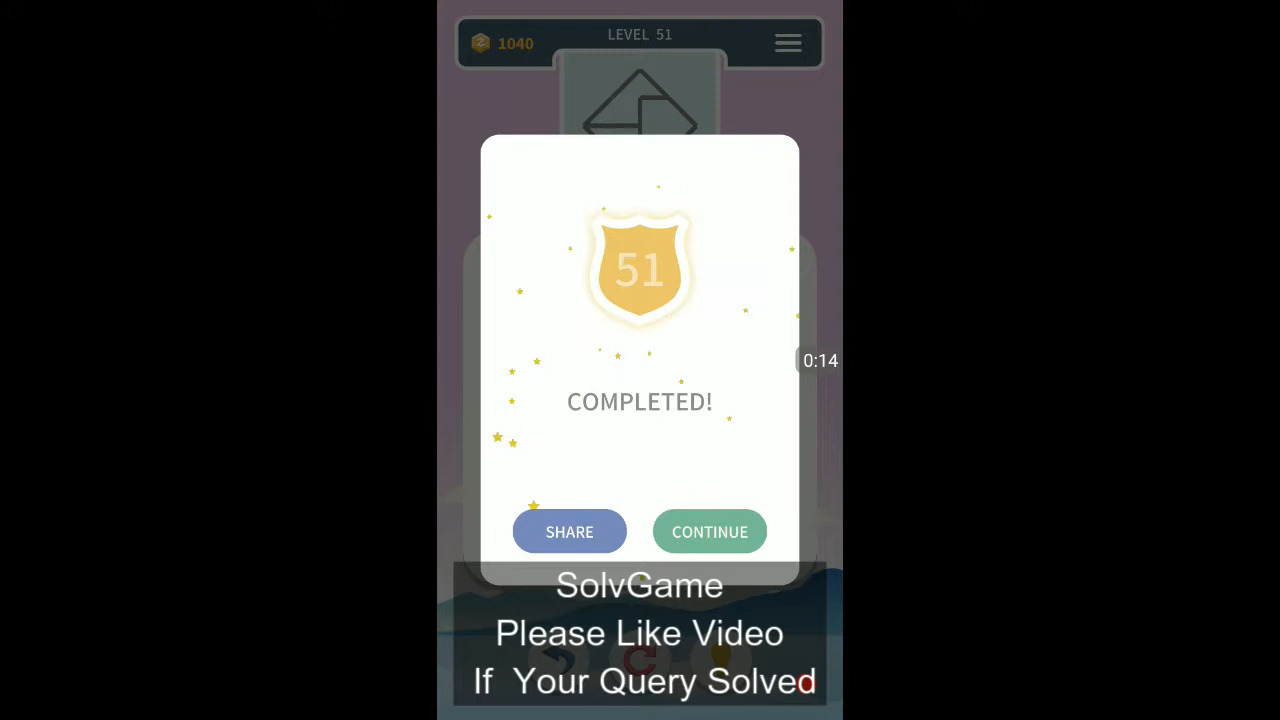 1040
LEVEL 51
51
0:14
COMPLETED!
SHARE
CONTINUE
SolvGame
Please Like Video
If Your Query Solved